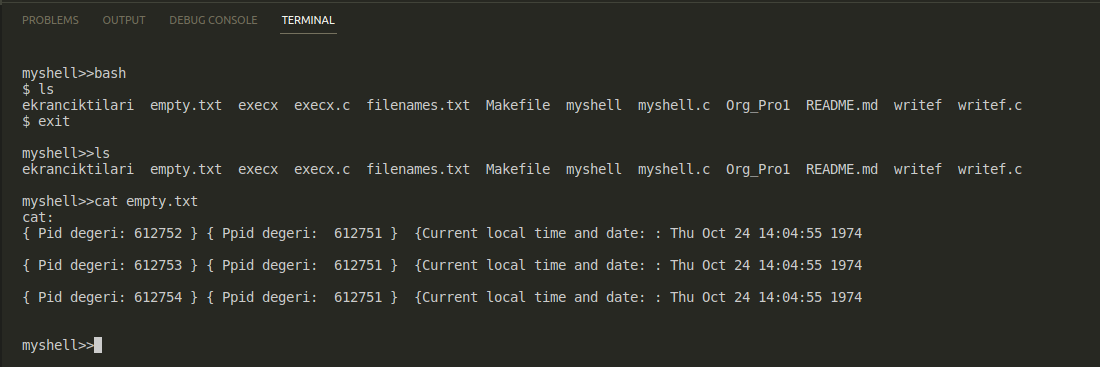 PROBLEMS OUTPUT DEBUG CONSOLE TERMINAL
myshell>>bash
$ ls
ekranciktilari  empty.txt  execx  execx.c  filenames.txt  Makefile  myshell  myshell.c  Org_Pro1  README.md  writef  writef.c
$ exit
myshell>>ls
ekranciktilari  empty.txt  execx  execx.c  filenames.txt  Makefile  myshell  myshell.c  Org_Pro1  README.md  writef  writef.c
myshell>>cat empty.txt
cat:
{ Pid degeri: 612752 } { Ppid degeri:  612751 }  {Current local time and date: : Thu Oct 24 14:04:55 1974
{ Pid degeri: 612753 } { Ppid degeri:  612751 }  {Current local time and date: : Thu Oct 24 14:04:55 1974
{ Pid degeri: 612754 } { Ppid degeri:  612751 }  {Current local time and date: : Thu Oct 24 14:04:55 1974
myshell>>